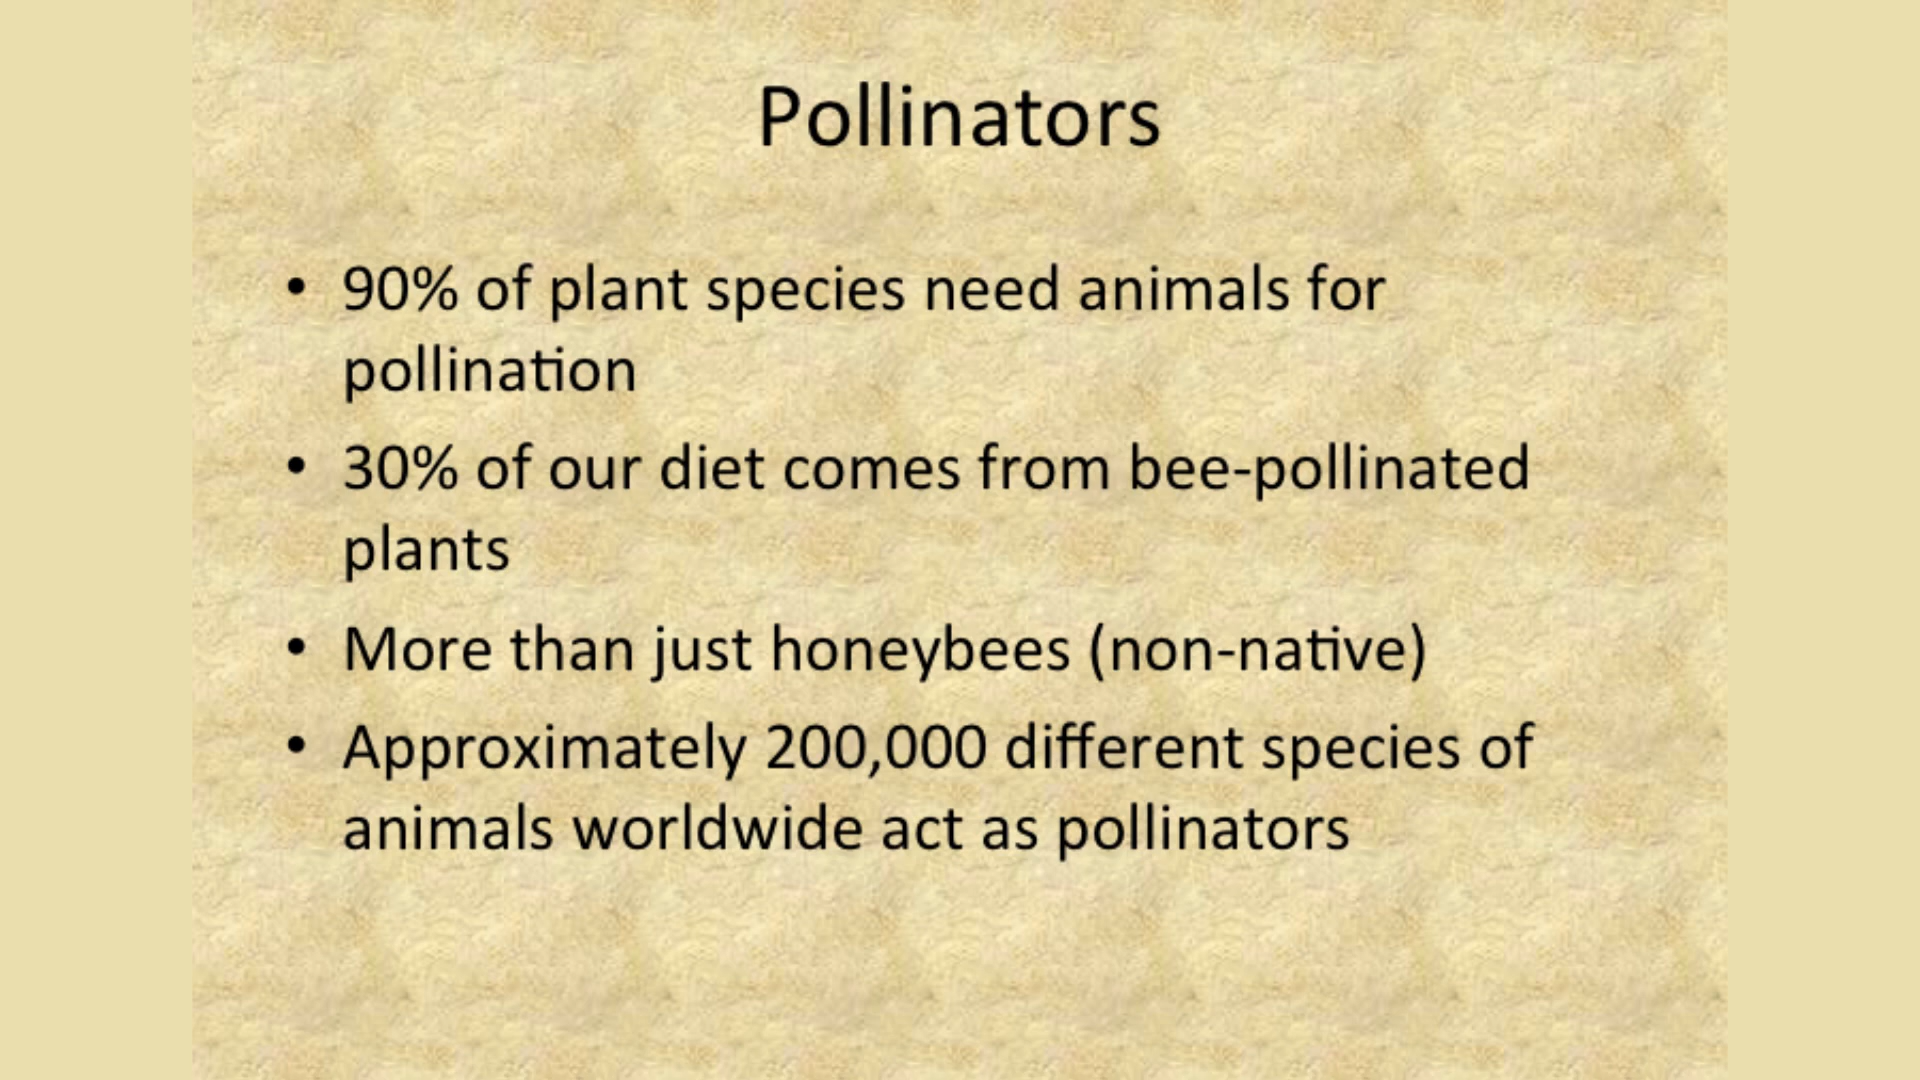 Pollinators
• 90% of plant species need animals for
pollination
• 30% of our diet comes from bee-pollinated
plants
• More than just honeybees (non-native)
• Approximately 200,000 different species of
animals worldwide act as pollinators